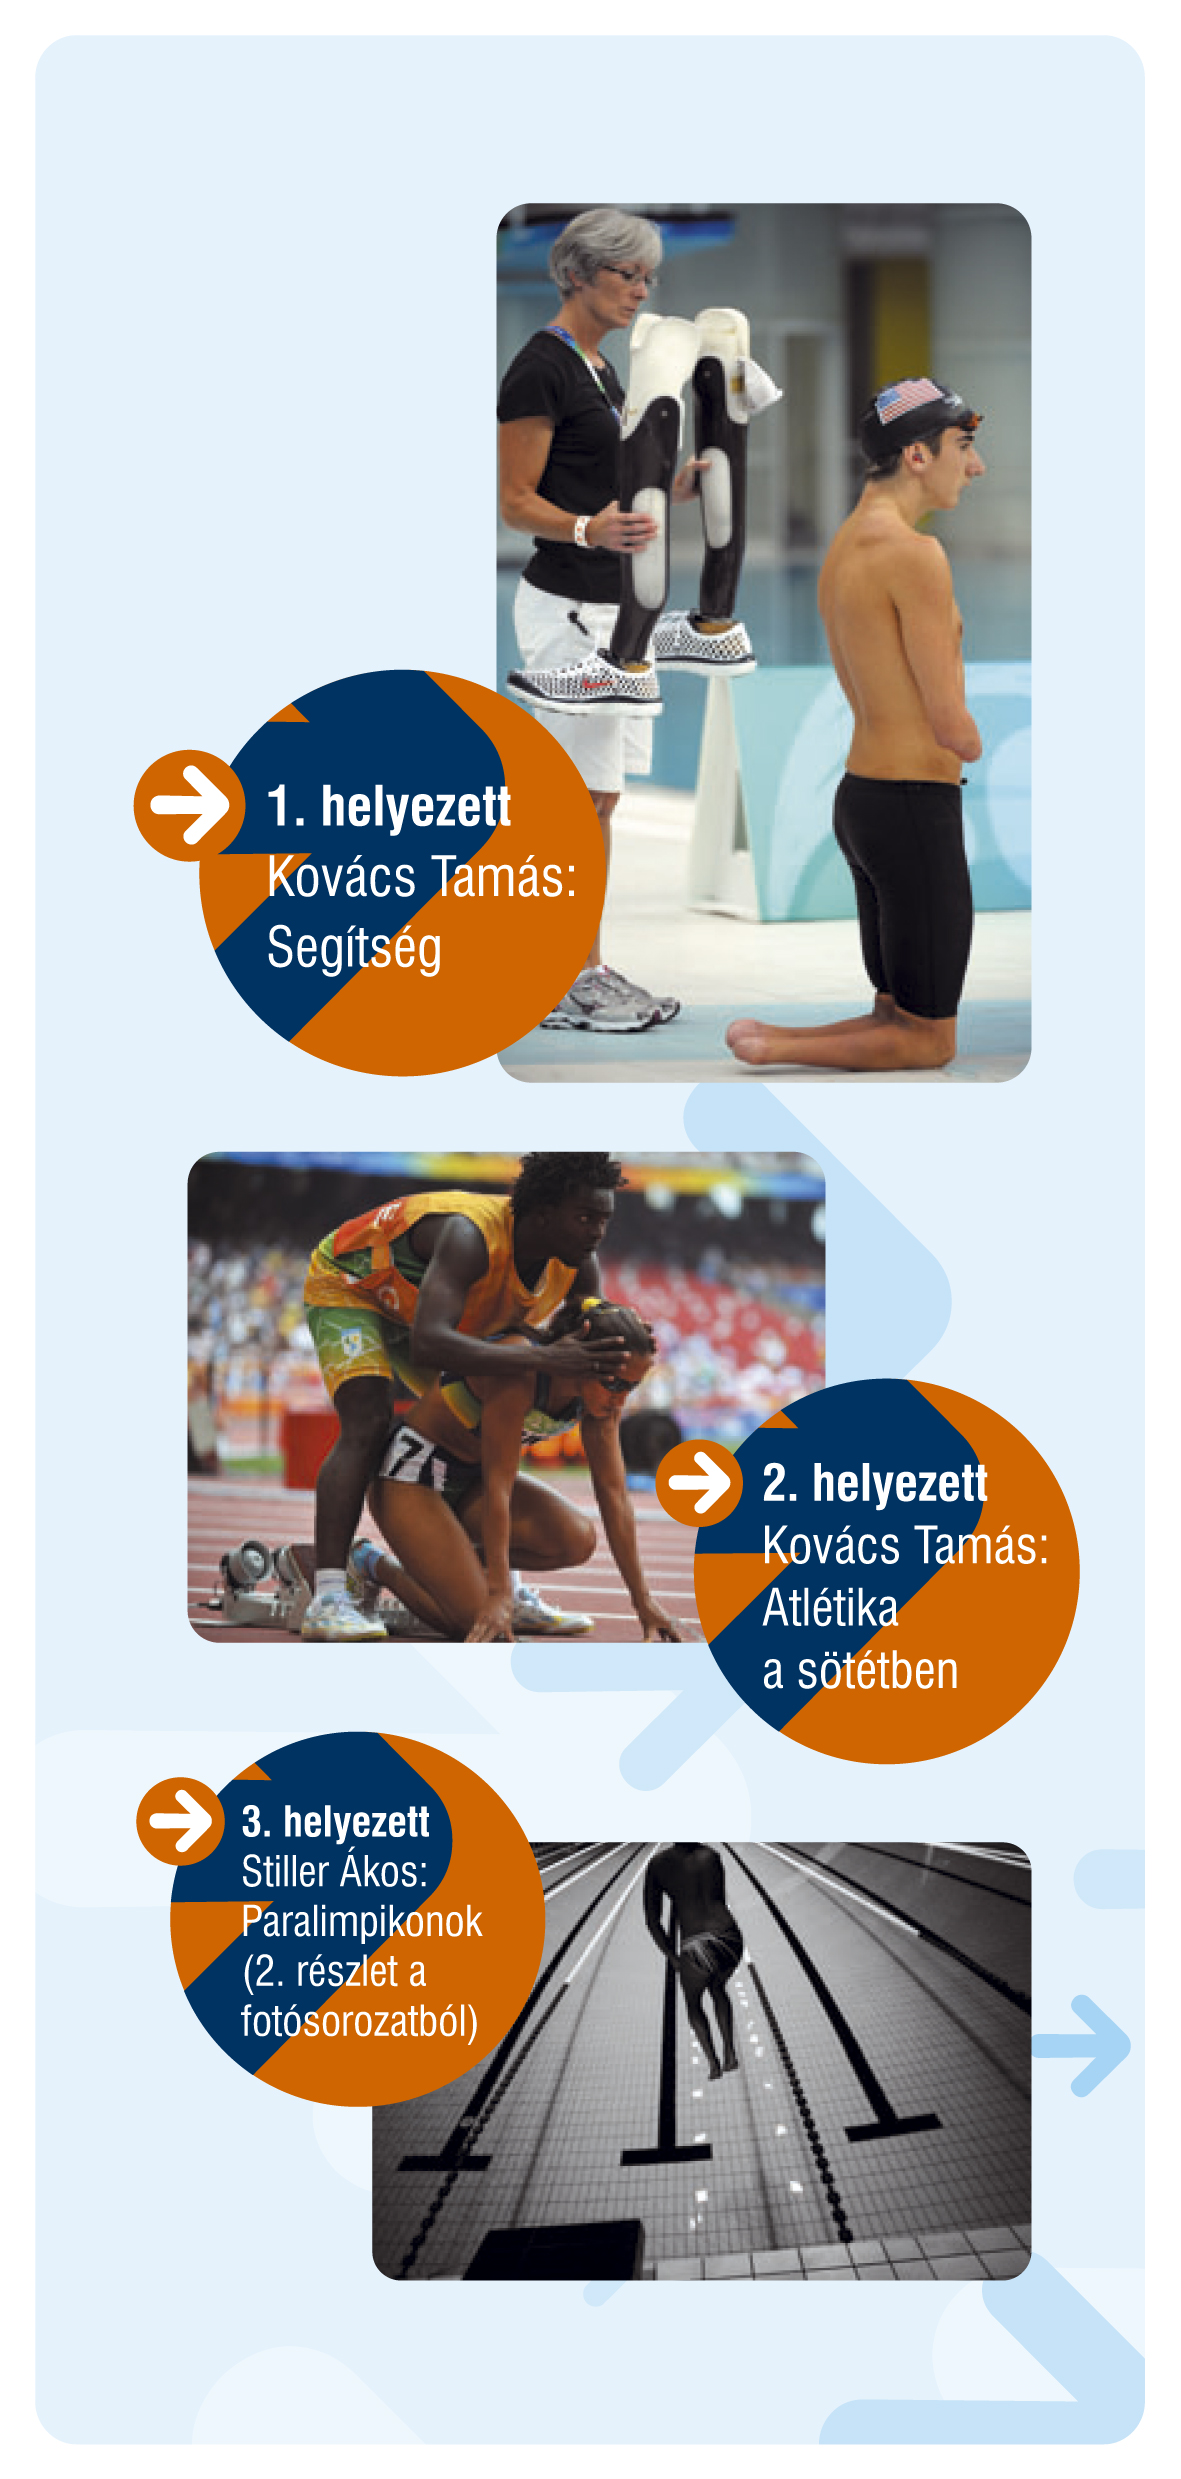 1. helyezett
Kovács Tamás:
Segítség
7
2. helyezett
Kovács Tamás:
Atlétika
a sötétben
3. helyezett
Stiller Ákos:
Paralimpikonok
(2. részlet a
fotósorozatból)